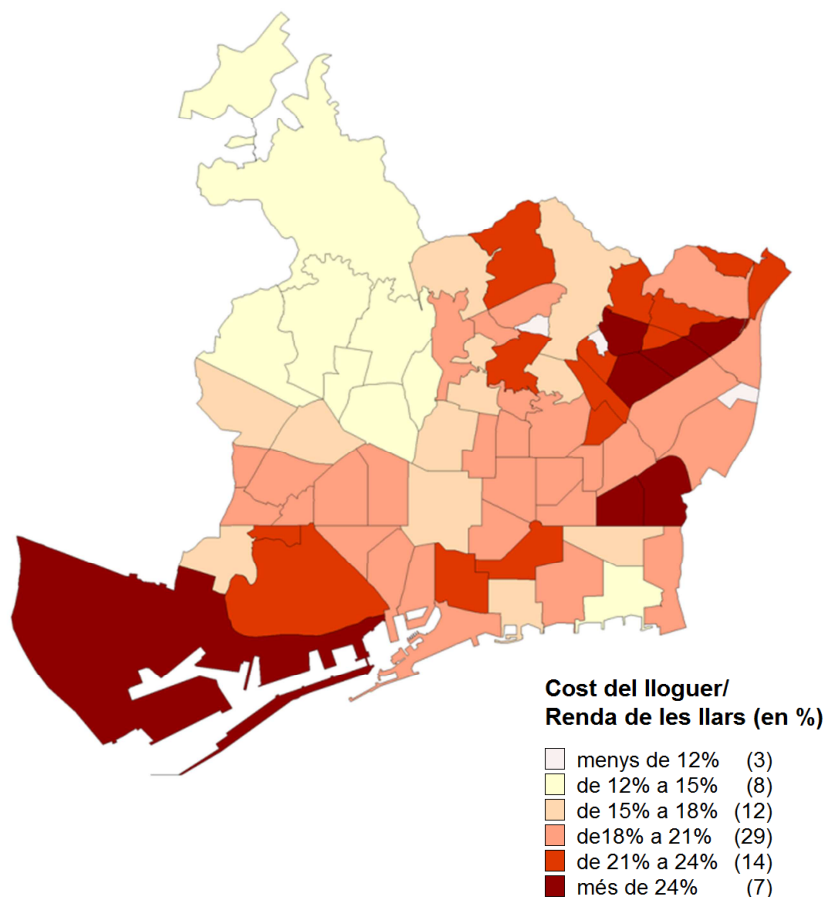 Cost del lloguer/
Renda de les llars (en %)
menys de 12% (3)
de 12% a 15% (8)
de 15% a 18% (12)
de18% a 21% (29)
de 21% a 24% (14)
més de 24% (7)